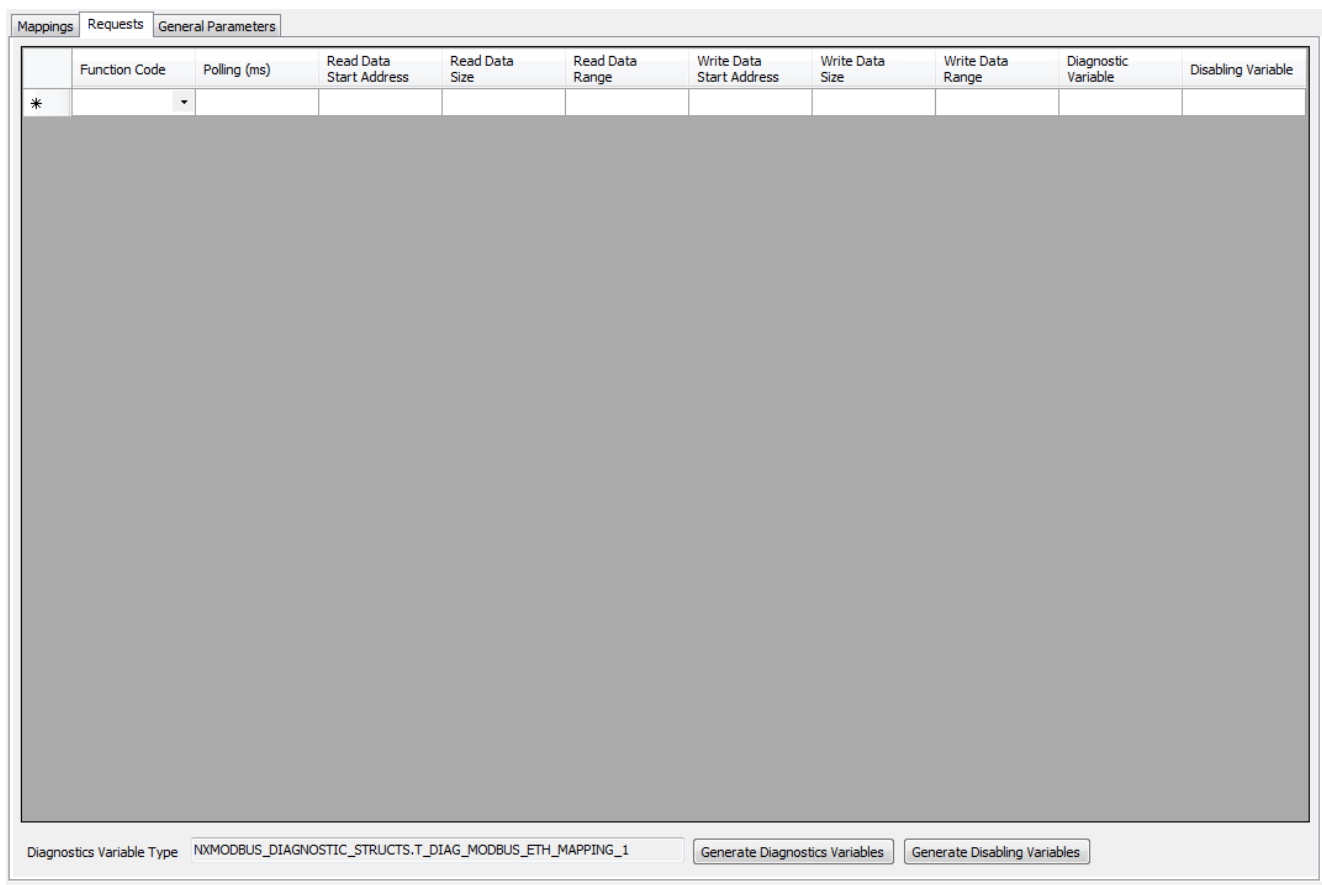 Mappings Requests General Parameters
Function Code Polling (ms) Read Data Start Address Read Data Size Read Data Range Write Data Start Address Write Data Size Write Data Range Diagnostic Variable Disabling Variable
*
Diagnostics Variable Type NXMODBUS_DIAGNOSTIC_STRUCTS.T_DIAG_MODBUS_ETH_MAPPING_1 Generate Diagnostics Variables Generate Disabling Variables